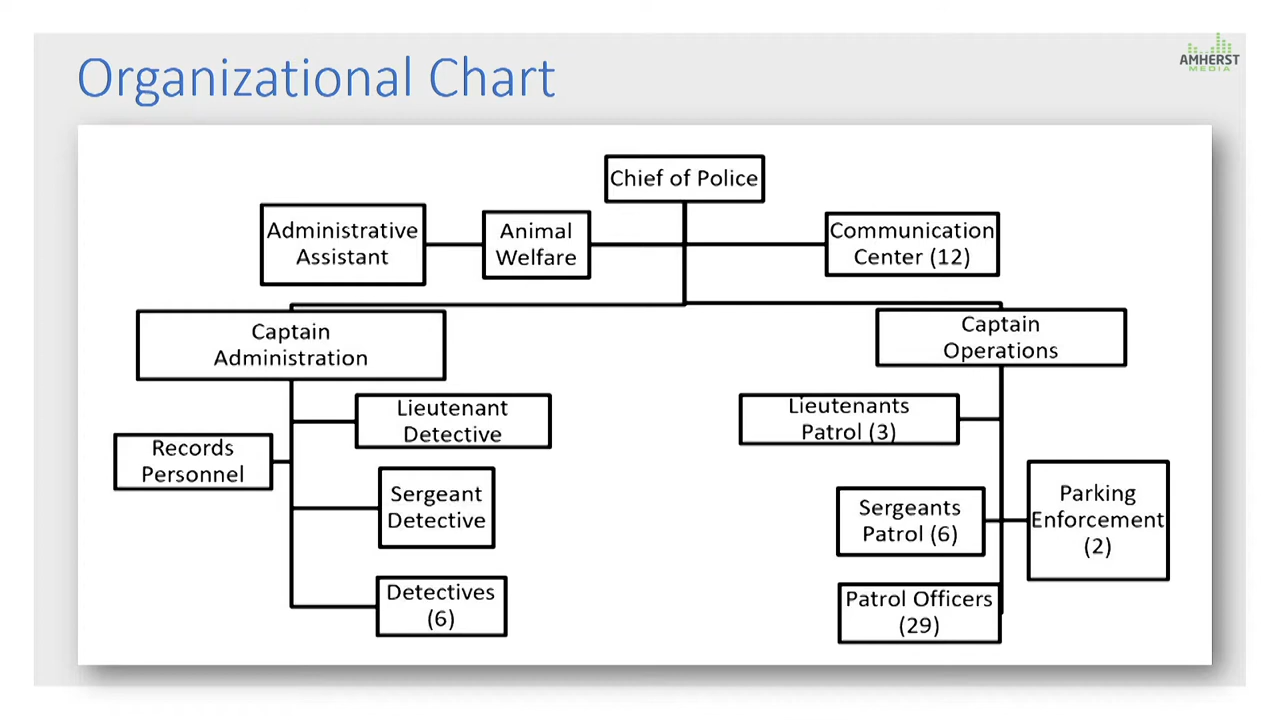 Organizational Chart
AMHERST
MEDIA
Chief of Police
Administrative
Assistant
Animal
Welfare
Communication
Center (12)
Captain
Administration
Captain
Operations
Lieutenant
Detective
Lieutenants
Patrol (3)
Records
Personnel
Sergeant
Detective
Sergeants
Patrol (6)
Parking
Enforcement
(2)
Detectives
(6)
Patrol Officers
(29)